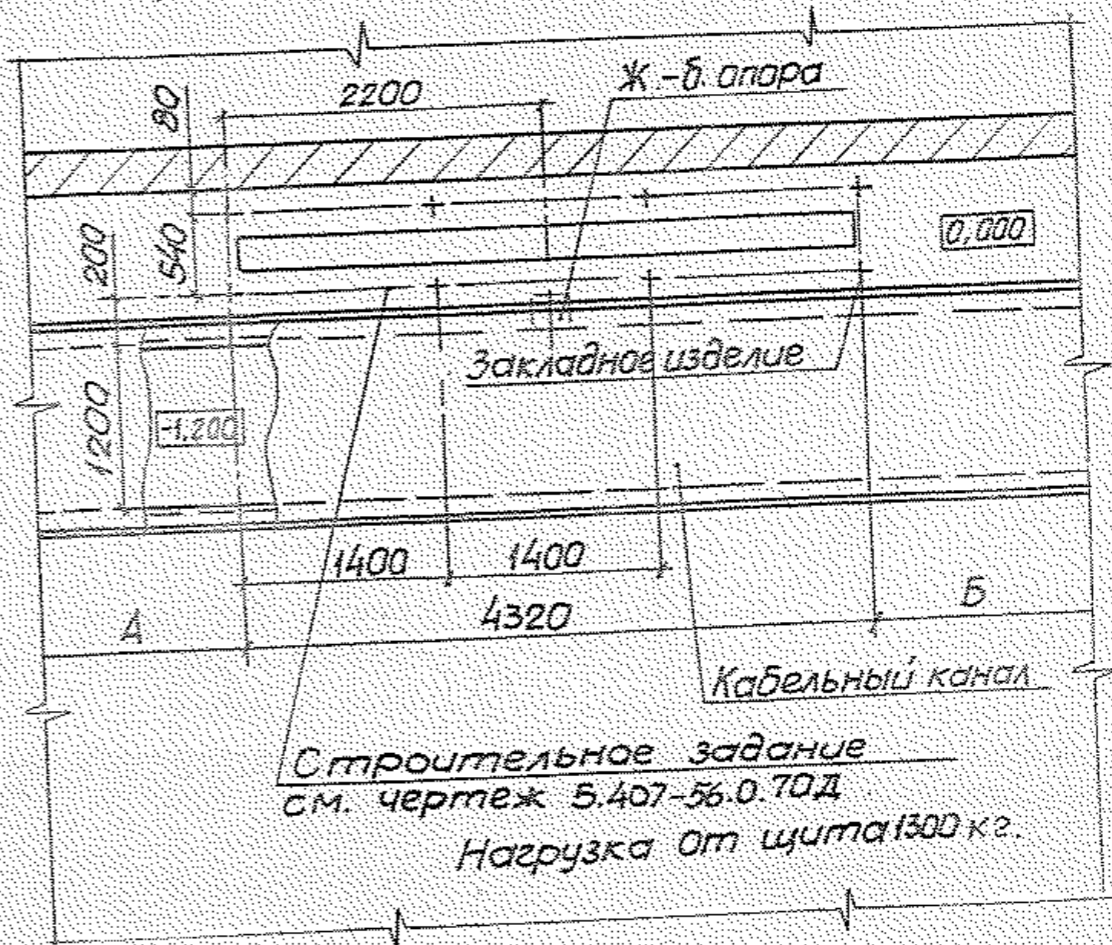 2200
Ж.-б. опора
80
200
540
0,000
Закладное изделие
1200
-1.200
1400
1400
А
4320
Б
Кабельный канал
Строительное задание
см. чертеж 5.407-56.0.70Д
Нагрузка от щита 1300 кг.